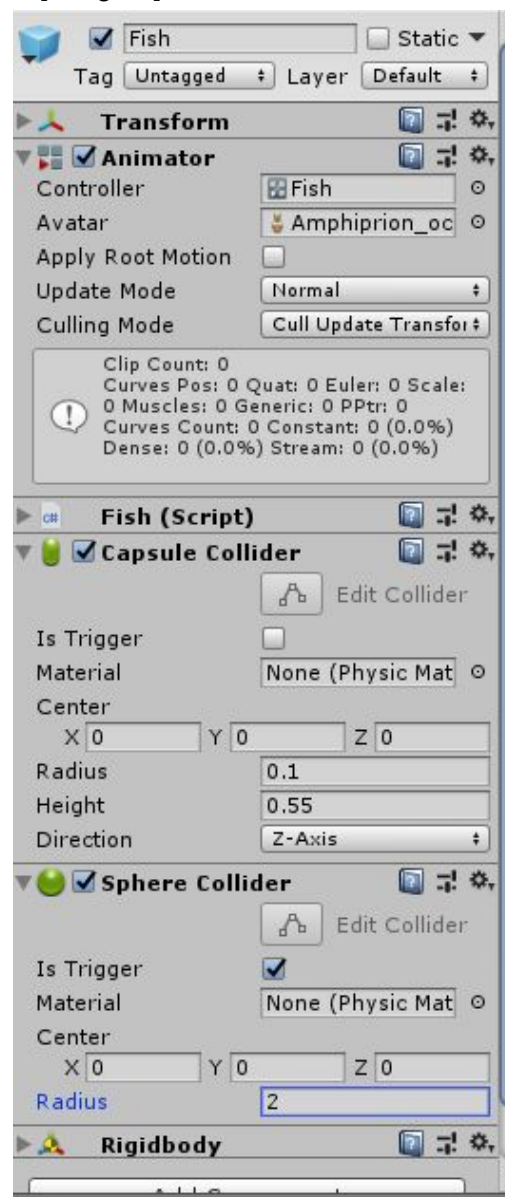 Fish Static
Tag Untagged Layer Default
Transform
Animator
Controller Fish
Avatar Amphiprion_oc
Apply Root Motion
Update Mode Normal
Culling Mode Cull Update Transfor
Clip Count: 0
Curves Pos: 0 Quat: 0 Euler: 0 Scale:
0 Muscles: 0 Generic: 0 PPtr: 0
Curves Count: 0 Constant: 0 (0.0%)
Dense: 0 (0.0%) Stream: 0 (0.0%)
C# Fish (Script)
Capsule Collider
Edit Collider
Is Trigger
Material None (Physic Mat
Center
X 0 Y 0 Z 0
Radius 0.1
Height 0.55
Direction Z-Axis
Sphere Collider
Edit Collider
Is Trigger
Material None (Physic Mat
Center
X 0 Y 0 Z 0
Radius 2
Rigidbody